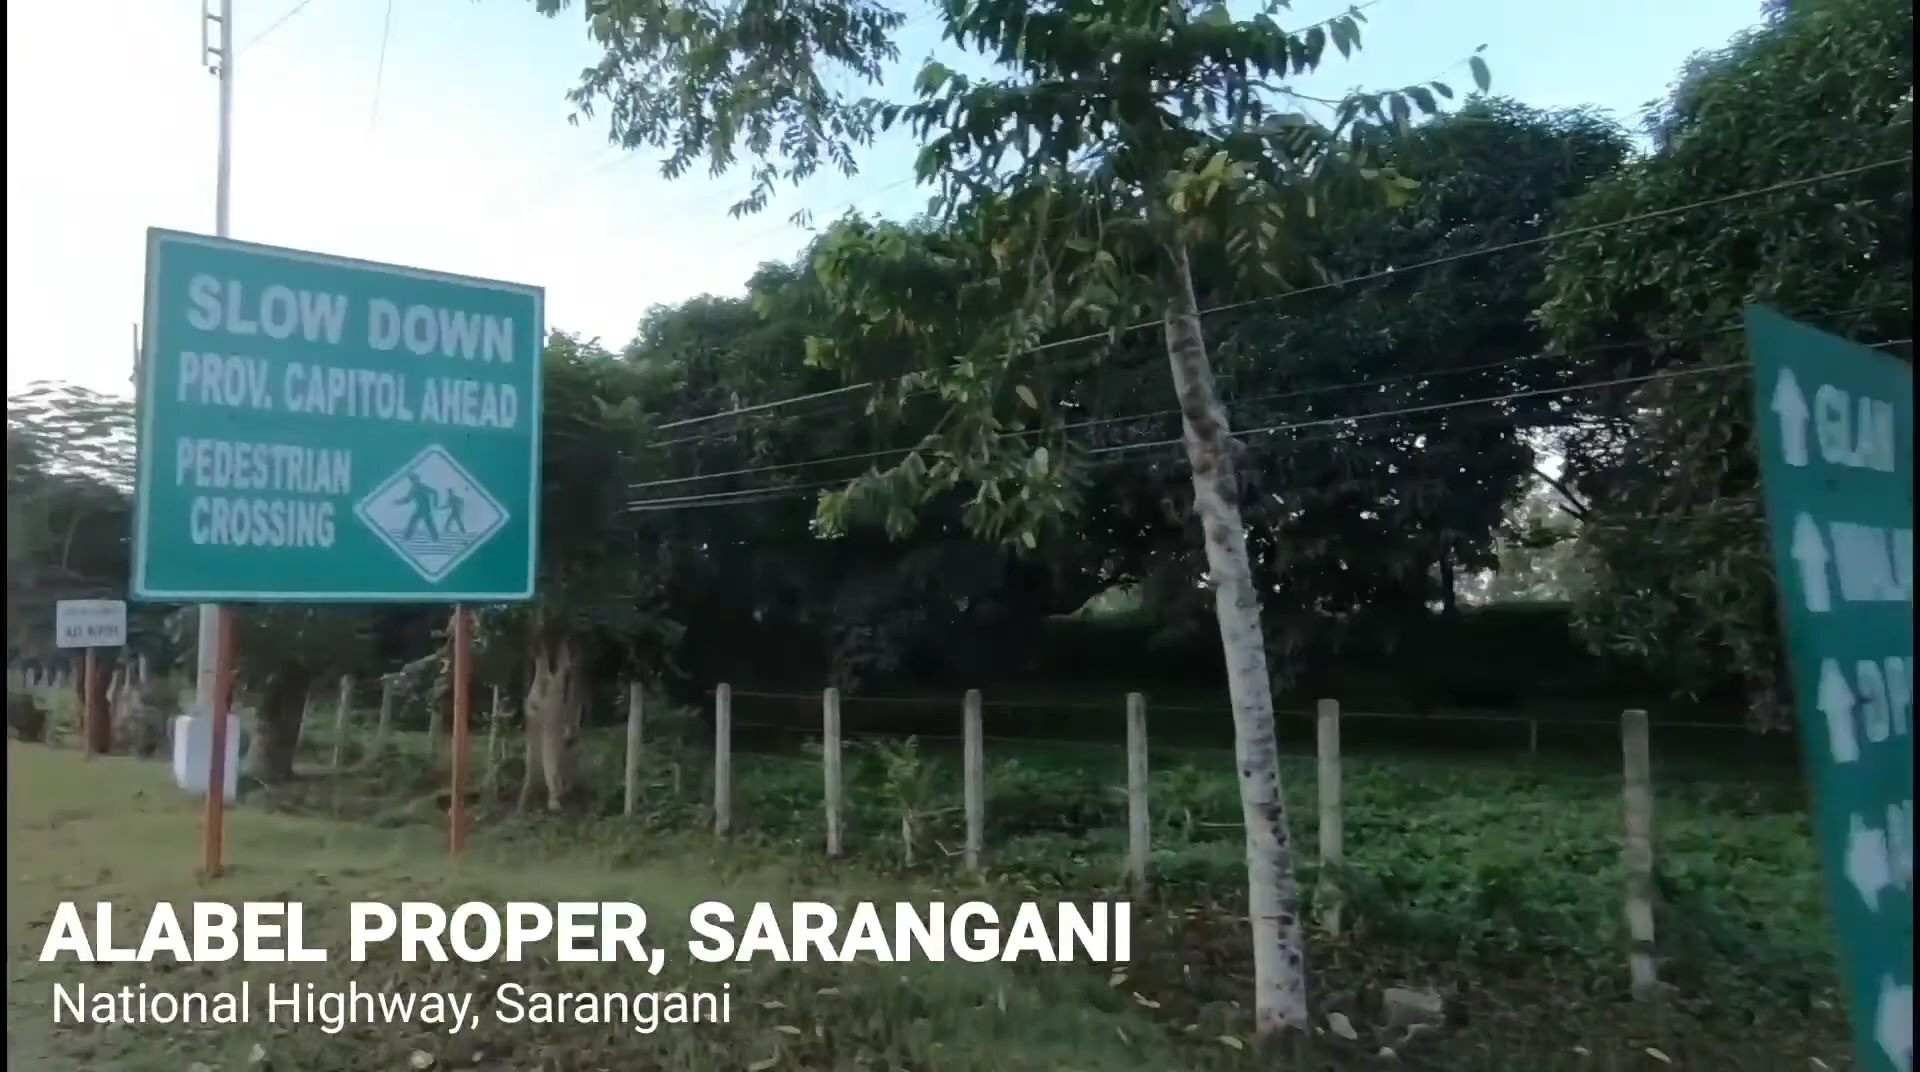 SLOW DOWN
PROV. CAPITOL AHEAD
PEDESTRIAN
CROSSING
GLAN
ALABEL PROPER, SARANGANI
National Highway, Sarangani